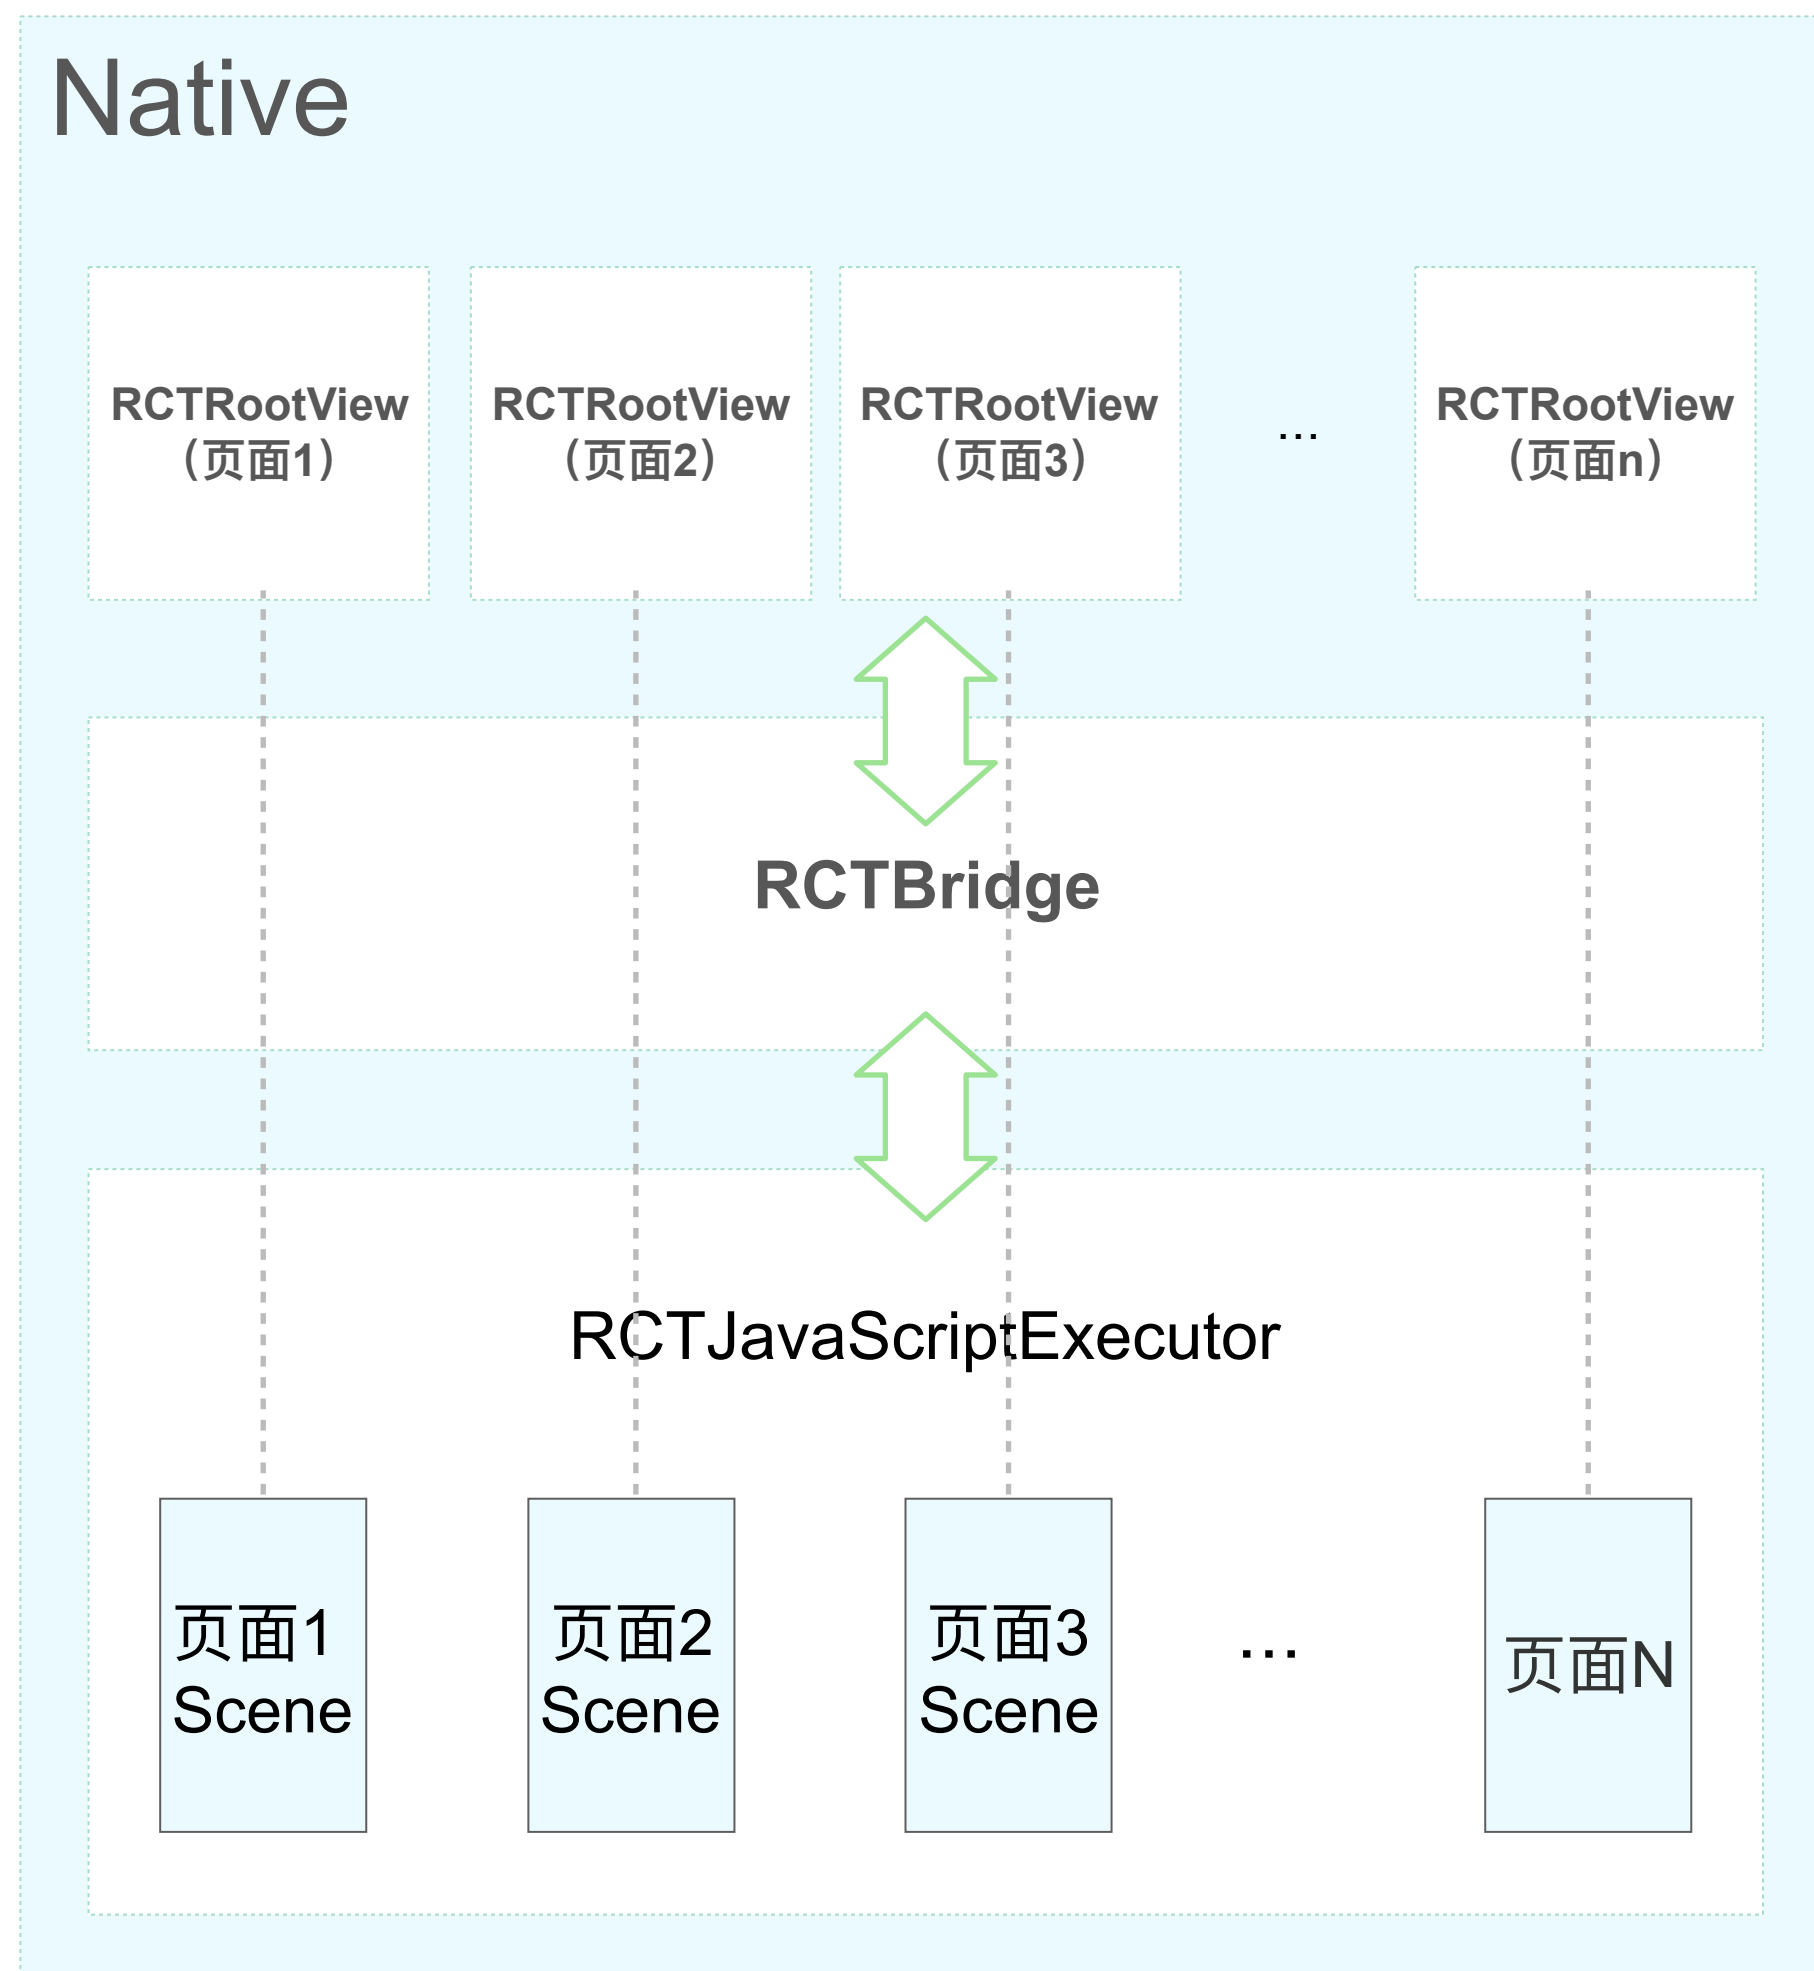 Native
RCTRootView
（页面1）
RCTRootView
（页面2）
RCTRootView
（页面3）
...
RCTRootView
（页面n）
RCTBridge
RCTJavaScriptExecutor
页面1
Scene
页面2
Scene
页面3
Scene
...
页面N